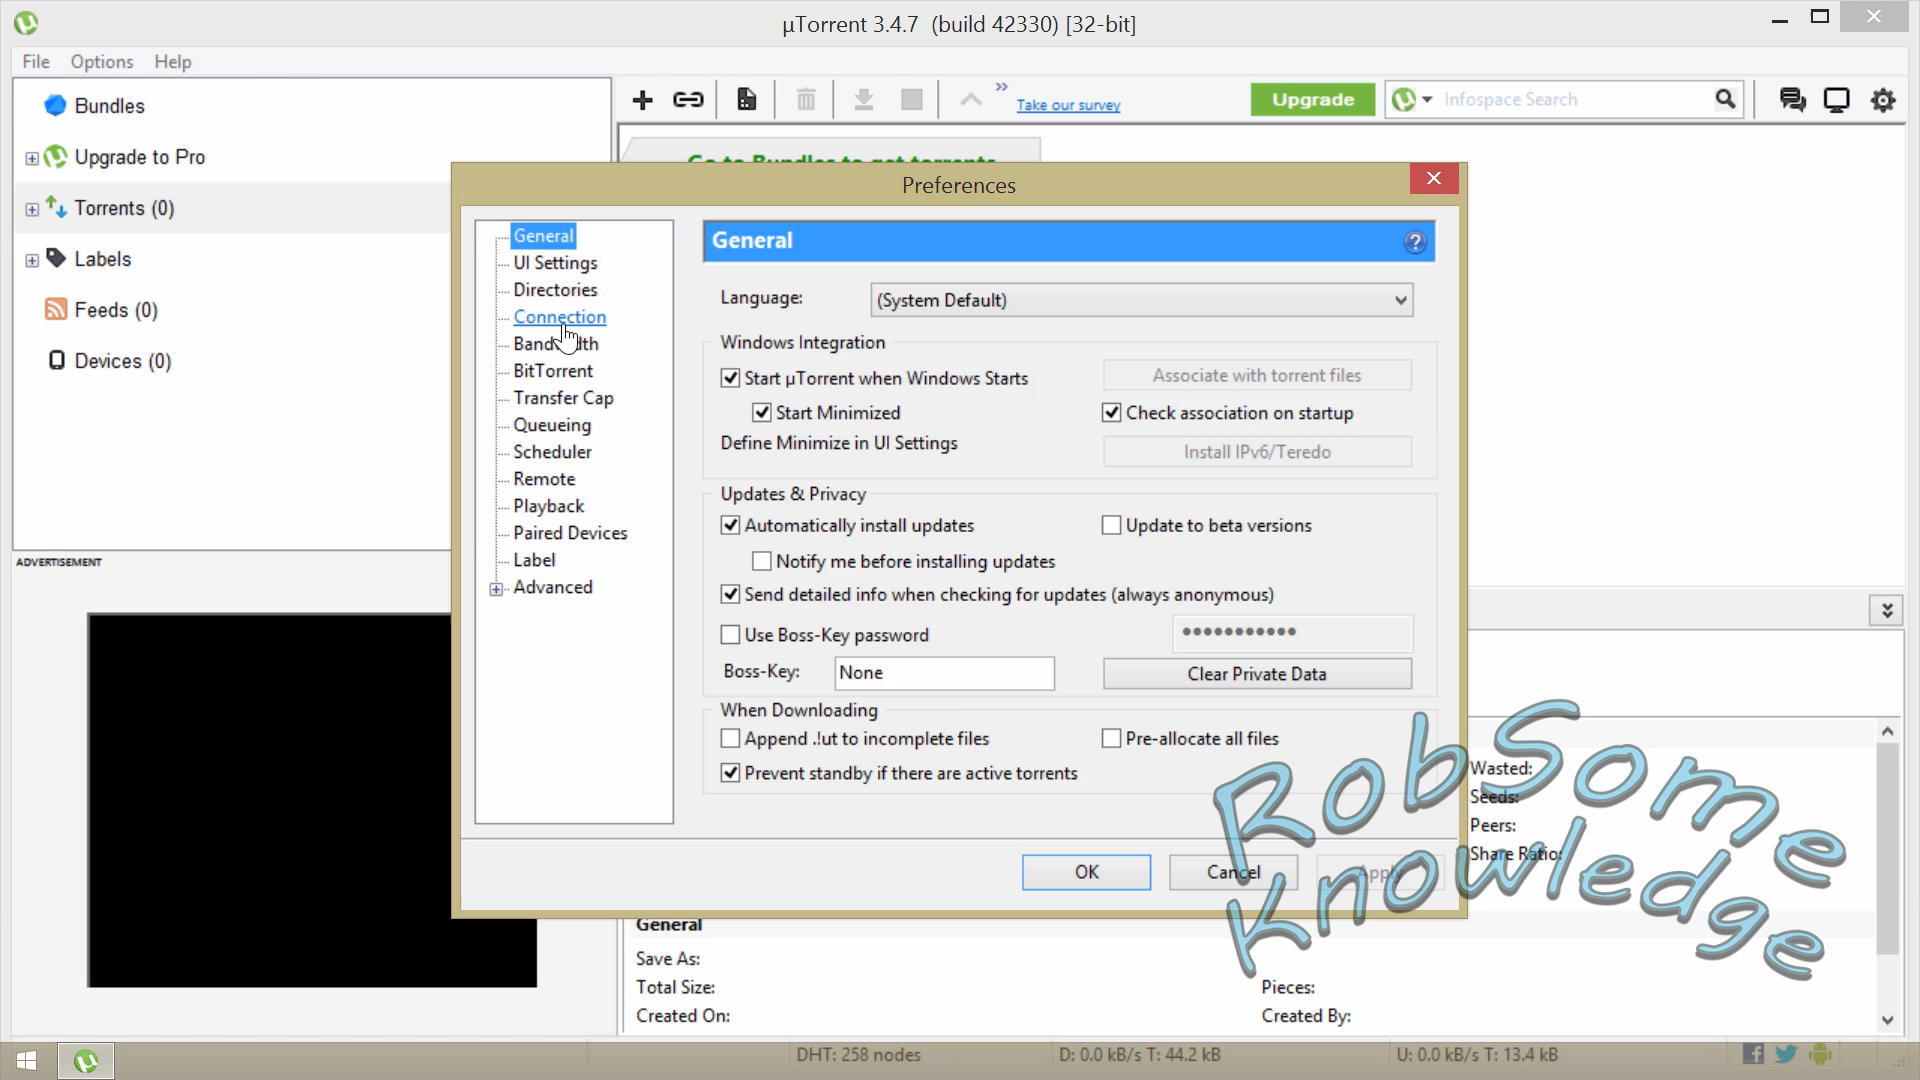 µTorrent 3.4.7 (build 42330) [32-bit]
File Options Help
Bundles
Upgrade to Pro
Torrents (0)
Labels
Feeds (0)
Devices (0)
ADVERTISEMENT
Take our survey
Upgrade
Infospace Search
Go to Bundles to get torrents
Preferences
General
UI Settings
Directories
Connection
Bandwidth
BitTorrent
Transfer Cap
Queueing
Scheduler
Remote
Playback
Paired Devices
Label
Advanced
General
Language: (System Default)
Windows Integration
Start µTorrent when Windows Starts
Associate with torrent files
Start Minimized
Check association on startup
Define Minimize in UI Settings
Install IPv6/Teredo
Updates & Privacy
Automatically install updates
Update to beta versions
Notify me before installing updates
Send detailed info when checking for updates (always anonymous)
Use Boss-Key password
Boss-Key: None
Clear Private Data
When Downloading
Append .!ut to incomplete files
Pre-allocate all files
Prevent standby if there are active torrents
OK Cancel Apply
Wasted:
Seeds:
Peers:
Share Ratio:
RobSome
Knowledge
General
Save As:
Total Size:
Pieces:
Created On:
Created By:
DHT: 258 nodes
D: 0.0 kB/s T: 44.2 kB
U: 0.0 kB/s T: 13.4 kB